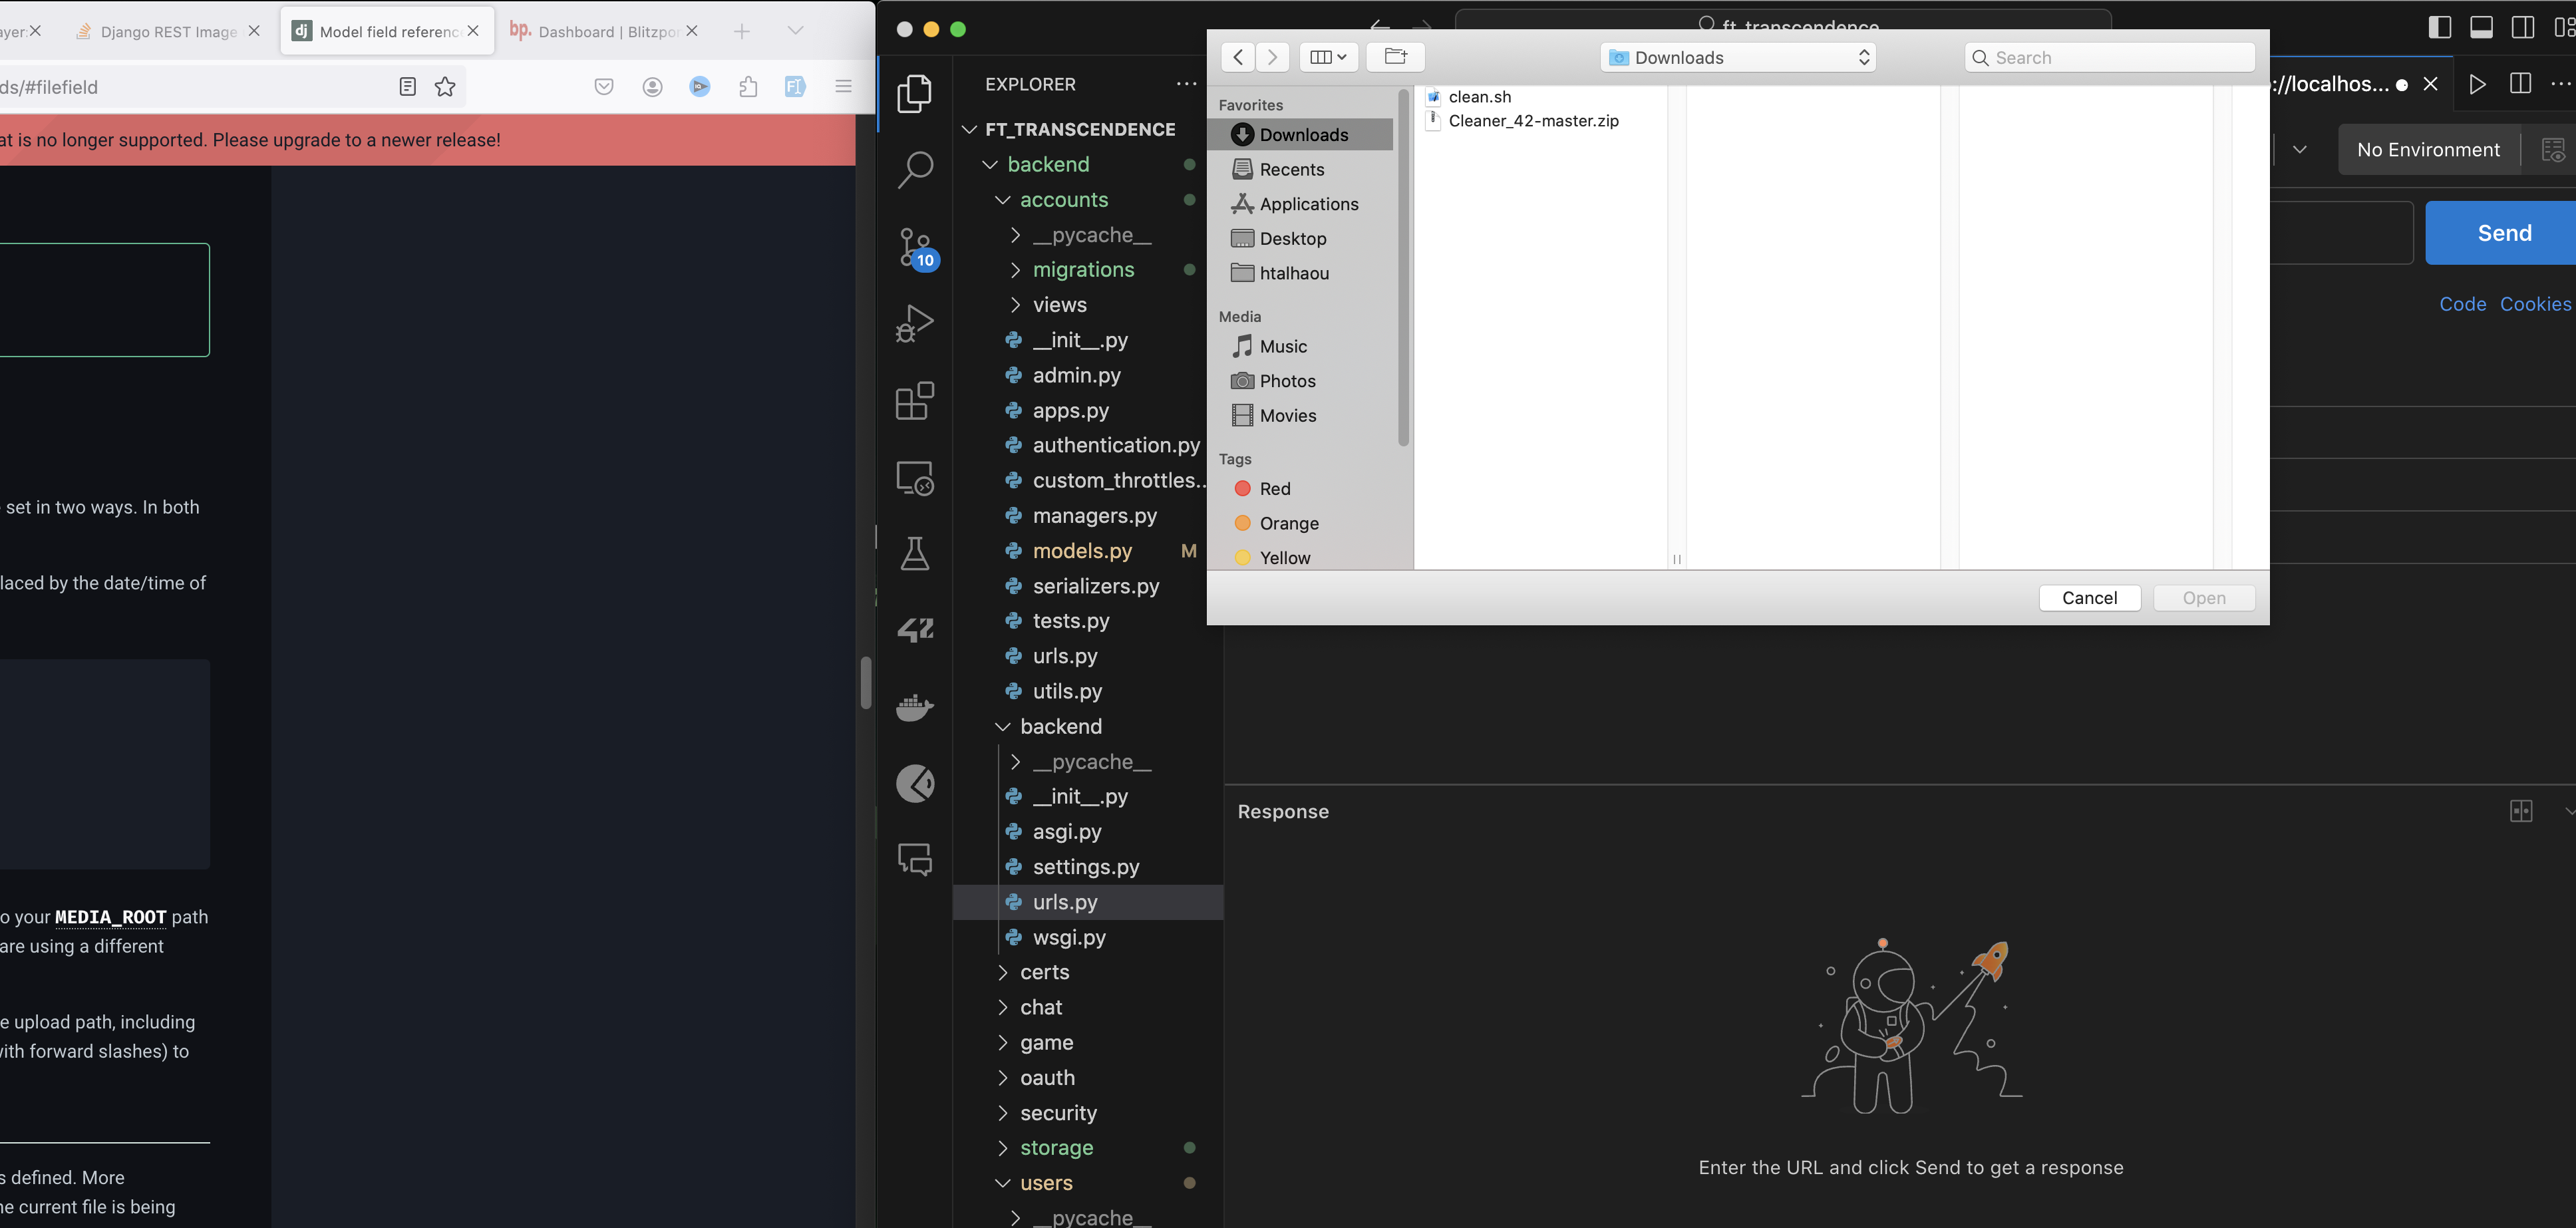 ayer:
Django REST Image
dj
Model field referenc
bp.
Dashboard | Blitzpor
ds/#filefield
at is no longer supported. Please upgrade to a newer release!
set in two ways. In both
laced by the date/time of
o your MEDIA_ROOT path
are using a different
e upload path, including
with forward slashes) to
s defined. More
ne current file is being
ft_transcendence
EXPLORER
FT_TRANSCENDENCE
backend
accounts
__pycache__
migrations
views
__init__.py
admin.py
apps.py
authentication.py
custom_throttles..
managers.py
models.py M
serializers.py
tests.py
urls.py
utils.py
backend
__pycache__
__init__.py
asgi.py
settings.py
urls.py
wsgi.py
certs
chat
game
oauth
security
storage
users
__pycache__
10
42
Downloads
Search
Favorites
Downloads
Recents
Applications
Desktop
htalhaou
Media
Music
Photos
Movies
Tags
Red
Orange
Yellow
clean.sh
Cleaner_42-master.zip
Cancel
Open
://localhos...
No Environment
Send
Code Cookies
Response
Enter the URL and click Send to get a response